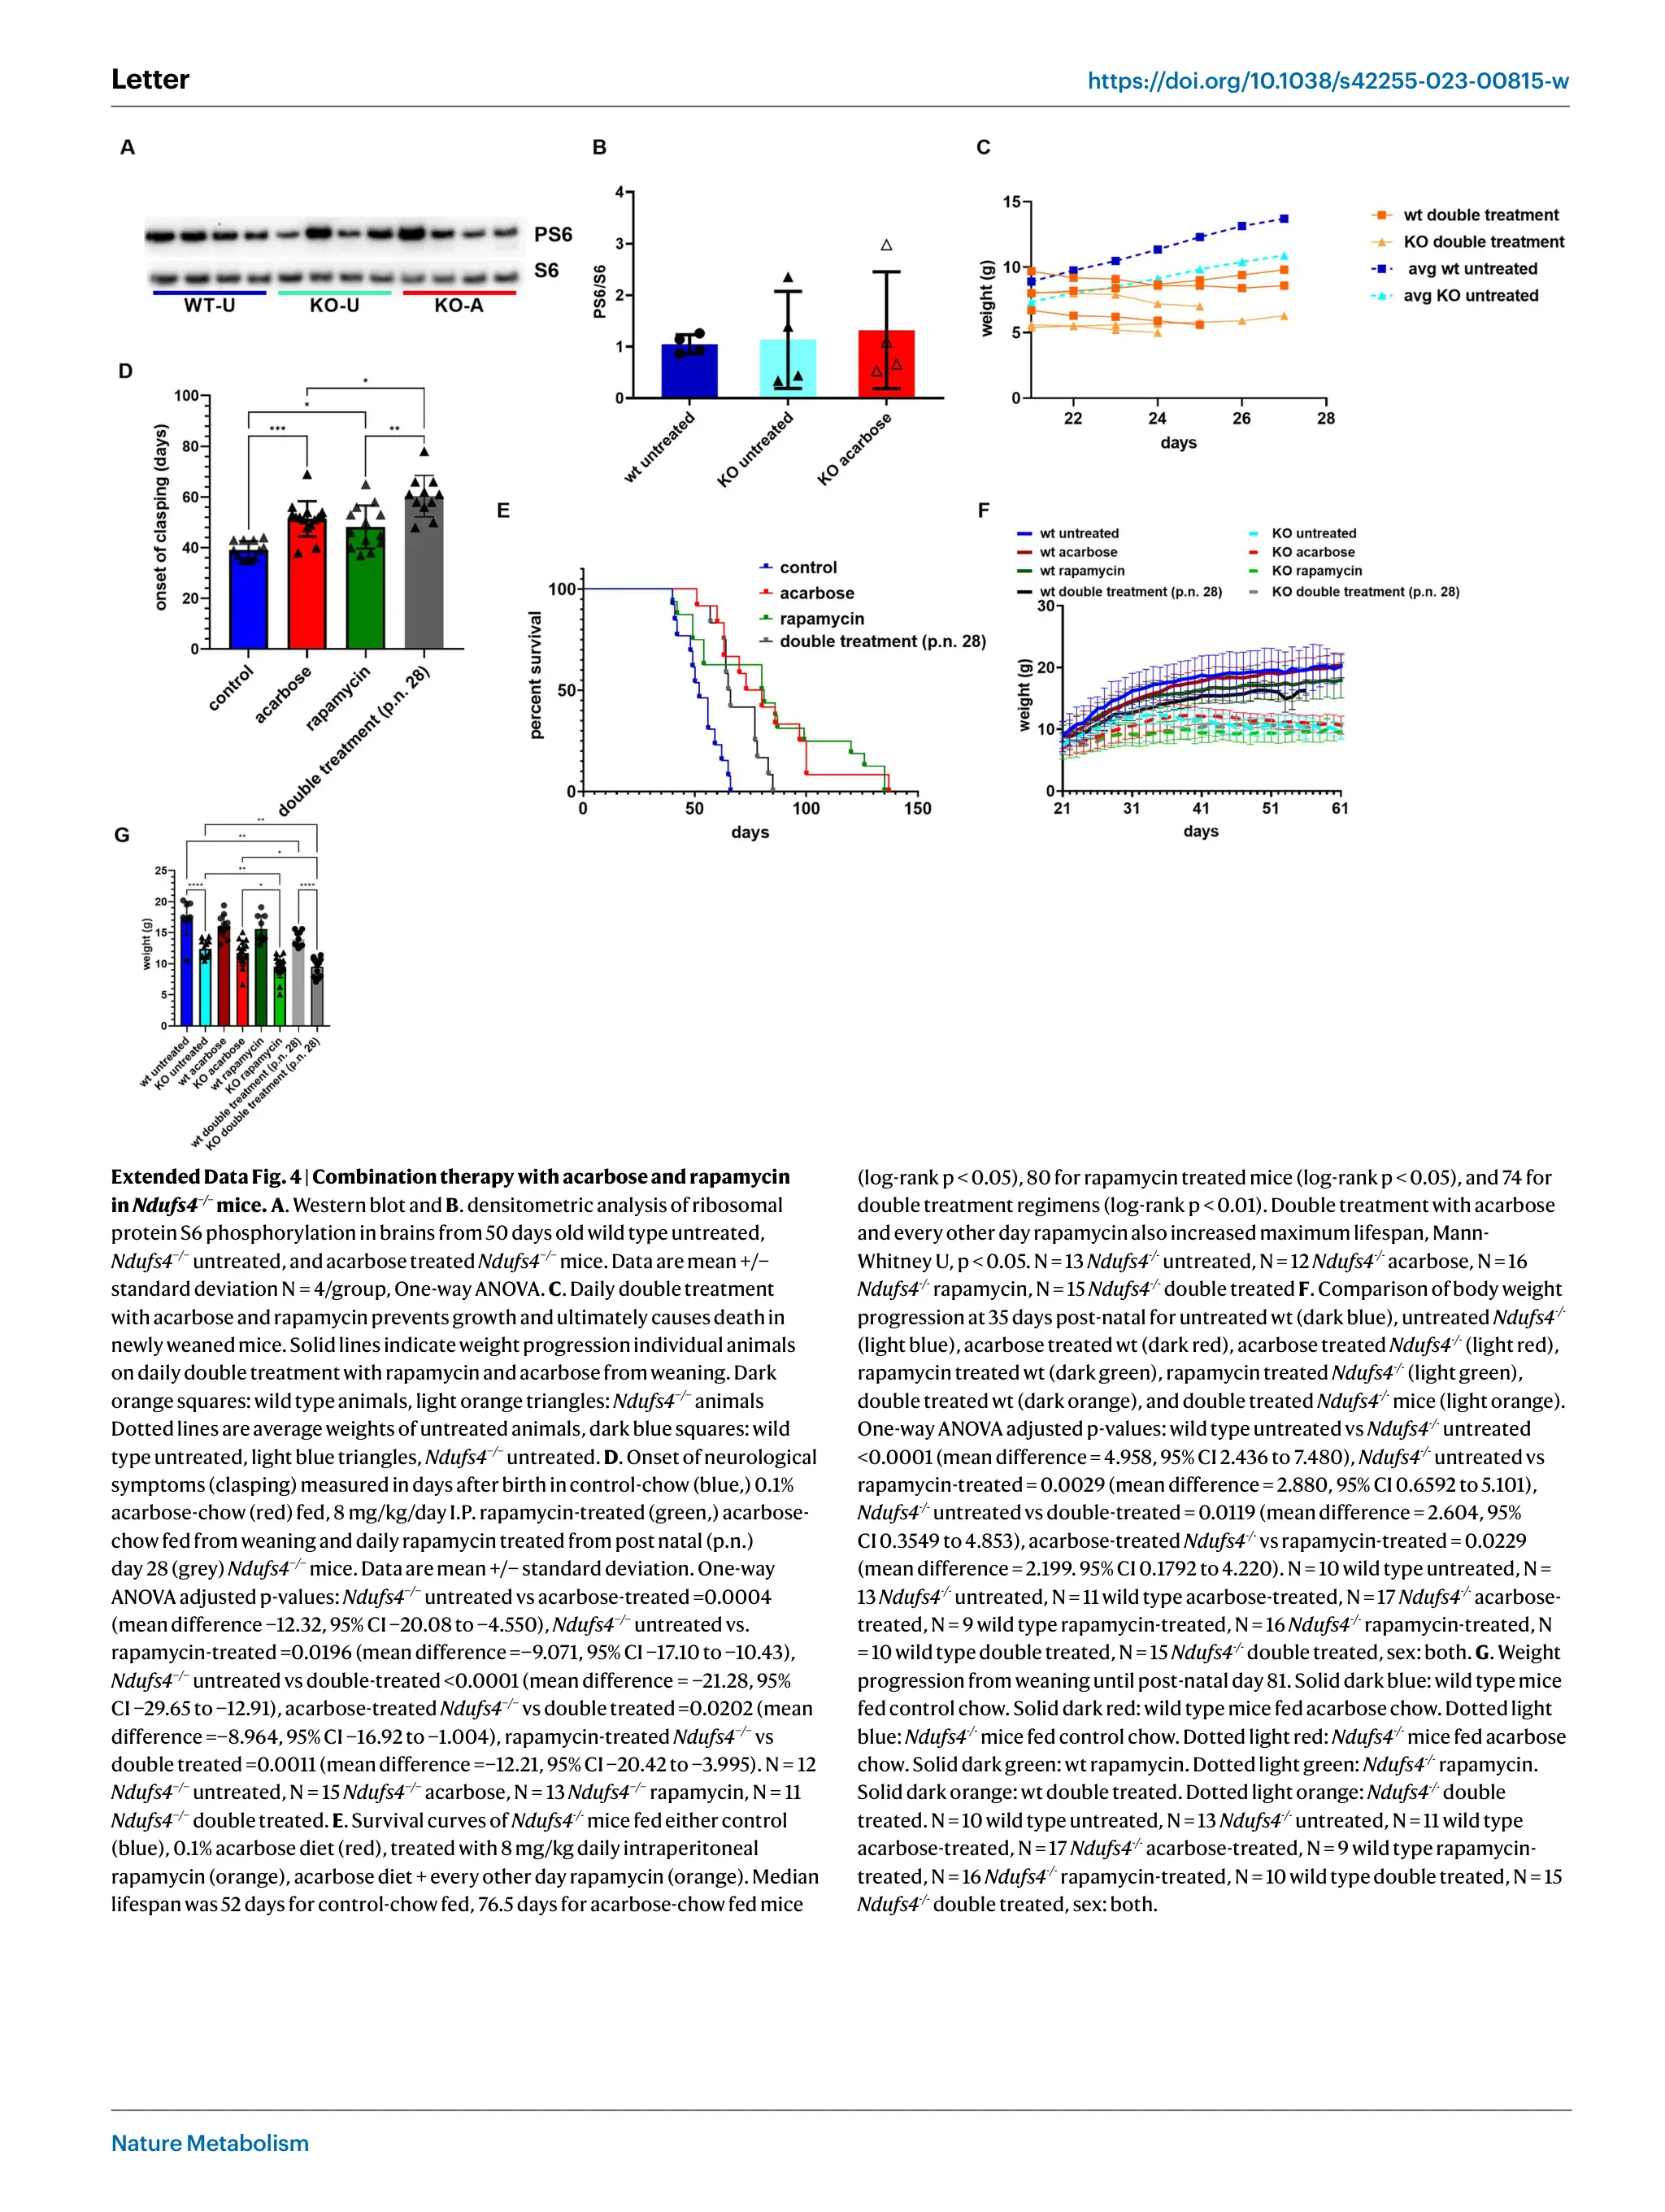 Letter
https://doi.org/10.1038/s42255-023-00815-w
A
PS6
S6
WT-U KO-U KO-A
B
4
3
2
1
0
PS6/S6
wt untreated
KO untreated
KO acarbose
C
15
10
5
0
weight (g)
22 24 26 28
days
wt double treatment
KO double treatment
avg wt untreated
avg KO untreated
D
100
80
60
40
20
0
onset of clasping (days)
***
*
**
*
control
acarbose
rapamycin
double treatment (p.n. 28)
E
100
50
0
percent survival
0 50 100 150
days
control
acarbose
rapamycin
double treatment (p.n. 28)
F
wt untreated
wt acarbose
wt rapamycin
wt double treatment (p.n. 28)
KO untreated
KO acarbose
KO rapamycin
KO double treatment (p.n. 28)
30
20
10
0
weight (g)
21 31 41 51 61
days
G
25
20
15
10
5
0
weight (g)
**
**
*
**
****
*
****
wt untreated
KO untreated
wt acarbose
KO acarbose
wt rapamycin
KO rapamycin
wt double treatment (p.n. 28)
KO double treatment (p.n. 28)
Extended Data Fig. 4 | Combination therapy with acarbose and rapamycin
in Ndufs4−/− mice. A. Western blot and B. densitometric analysis of ribosomal
protein S6 phosphorylation in brains from 50 days old wild type untreated,
Ndufs4−/− untreated, and acarbose treated Ndufs4−/− mice. Data are mean +/−
standard deviation N = 4/group, One-way ANOVA. C. Daily double treatment
with acarbose and rapamycin prevents growth and ultimately causes death in
newly weaned mice. Solid lines indicate weight progression individual animals
on daily double treatment with rapamycin and acarbose from weaning. Dark
orange squares: wild type animals, light orange triangles: Ndufs4−/− animals
Dotted lines are average weights of untreated animals, dark blue squares: wild
type untreated, light blue triangles, Ndufs4−/− untreated. D. Onset of neurological
symptoms (clasping) measured in days after birth in control-chow (blue,) 0.1%
acarbose-chow (red) fed, 8 mg/kg/day I.P. rapamycin-treated (green,) acarbose-
chow fed from weaning and daily rapamycin treated from post natal (p.n.)
day 28 (grey) Ndufs4−/− mice. Data are mean +/− standard deviation. One-way
ANOVA adjusted p-values: Ndufs4−/− untreated vs acarbose-treated =0.0004
(mean difference −12.32, 95% CI −20.08 to −4.550), Ndufs4−/− untreated vs.
rapamycin-treated =0.0196 (mean difference =−9.071, 95% CI −17.10 to −10.43),
Ndufs4−/− untreated vs double-treated <0.0001 (mean difference = −21.28, 95%
CI −29.65 to −12.91), acarbose-treated Ndufs4−/− vs double treated =0.0202 (mean
difference =−8.964, 95% CI −16.92 to −1.004), rapamycin-treated Ndufs4−/− vs
double treated =0.0011 (mean difference =−12.21, 95% CI −20.42 to −3.995). N = 12
Ndufs4−/− untreated, N = 15 Ndufs4−/− acarbose, N = 13 Ndufs4−/− rapamycin, N = 11
Ndufs4−/− double treated. E. Survival curves of Ndufs4-/- mice fed either control
(blue), 0.1% acarbose diet (red), treated with 8 mg/kg daily intraperitoneal
rapamycin (orange), acarbose diet + every other day rapamycin (orange). Median
lifespan was 52 days for control-chow fed, 76.5 days for acarbose-chow fed mice
(log-rank p < 0.05), 80 for rapamycin treated mice (log-rank p < 0.05), and 74 for
double treatment regimens (log-rank p < 0.01). Double treatment with acarbose
and every other day rapamycin also increased maximum lifespan, Mann-
Whitney U, p < 0.05. N = 13 Ndufs4-/- untreated, N = 12 Ndufs4-/- acarbose, N = 16
Ndufs4-/- rapamycin, N = 15 Ndufs4-/- double treated F. Comparison of body weight
progression at 35 days post-natal for untreated wt (dark blue), untreated Ndufs4-/-
(light blue), acarbose treated wt (dark red), acarbose treated Ndufs4-/- (light red),
rapamycin treated wt (dark green), rapamycin treated Ndufs4-/- (light green),
double treated wt (dark orange), and double treated Ndufs4-/- mice (light orange).
One-way ANOVA adjusted p-values: wild type untreated vs Ndufs4-/- untreated
<0.0001 (mean difference = 4.958, 95% CI 2.436 to 7.480), Ndufs4-/- untreated vs
rapamycin-treated = 0.0029 (mean difference = 2.880, 95% CI 0.6592 to 5.101),
Ndufs4-/- untreated vs double-treated = 0.0119 (mean difference = 2.604, 95%
CI 0.3549 to 4.853), acarbose-treated Ndufs4-/- vs rapamycin-treated = 0.0229
(mean difference = 2.199. 95% CI 0.1792 to 4.220). N = 10 wild type untreated, N =
13 Ndufs4-/- untreated, N = 11 wild type acarbose-treated, N = 17 Ndufs4-/- acarbose-
treated, N = 9 wild type rapamycin-treated, N = 16 Ndufs4-/- rapamycin-treated, N
= 10 wild type double treated, N = 15 Ndufs4-/- double treated, sex: both. G. Weight
progression from weaning until post-natal day 81. Solid dark blue: wild type mice
fed control chow. Solid dark red: wild type mice fed acarbose chow. Dotted light
blue: Ndufs4-/- mice fed control chow. Dotted light red: Ndufs4-/- mice fed acarbose
chow. Solid dark green: wt rapamycin. Dotted light green: Ndufs4-/- rapamycin.
Solid dark orange: wt double treated. Dotted light orange: Ndufs4-/- double
treated. N = 10 wild type untreated, N = 13 Ndufs4-/- untreated, N = 11 wild type
acarbose-treated, N = 17 Ndufs4-/- acarbose-treated, N = 9 wild type rapamycin-
treated, N = 16 Ndufs4-/- rapamycin-treated, N = 10 wild type double treated, N = 15
Ndufs4-/- double treated, sex: both.
Nature Metabolism